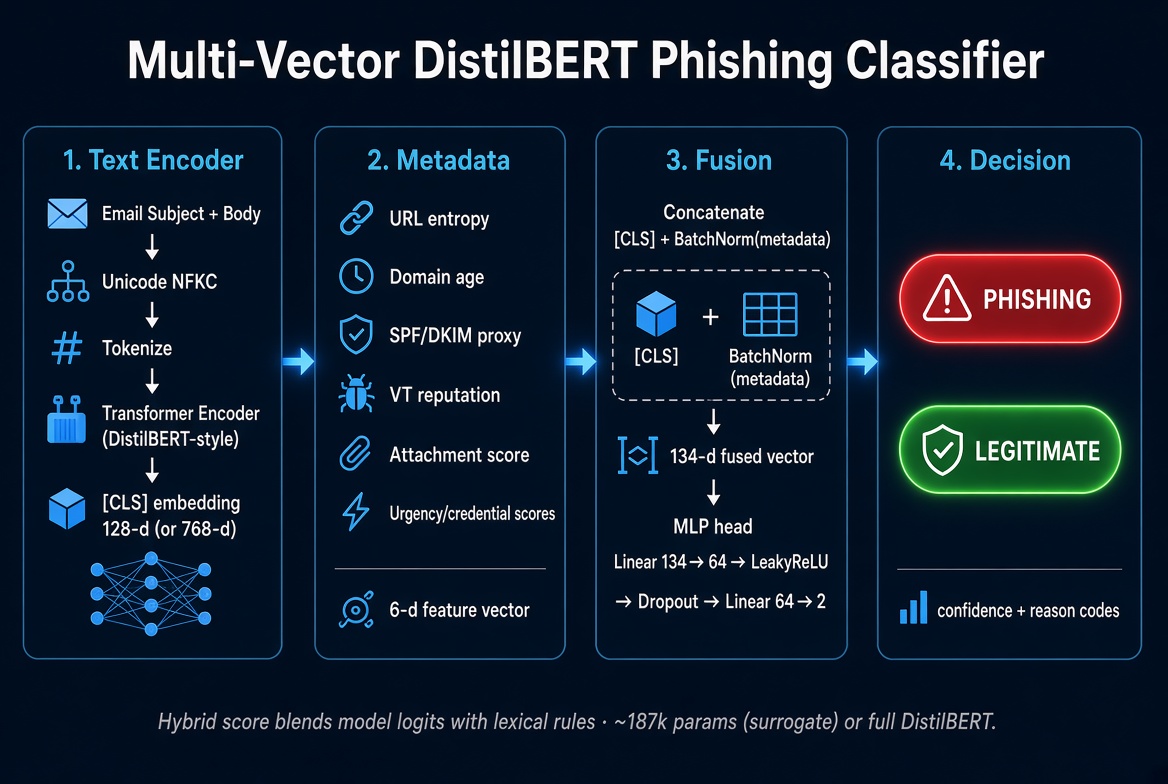 Multi-Vector DistilBERT Phishing Classifier
1. Text Encoder
Email Subject + Body
Unicode NFKC
Tokenize
Transformer Encoder
(DistilBERT-style)
[CLS] embedding
128-d (or 768-d)
2. Metadata
URL entropy
Domain age
SPF/DKIM proxy
VT reputation
Attachment score
Urgency/credential scores
6-d feature vector
3. Fusion
Concatenate
[CLS] + BatchNorm(metadata)
+
[CLS]
BatchNorm
(metadata)
134-d fused vector
MLP head
Linear 134 → 64 → LeakyReLU
→ Dropout → Linear 64 → 2
4. Decision
PHISHING
LEGITIMATE
confidence + reason codes
Hybrid score blends model logits with lexical rules · ~187k params (surrogate) or full DistilBERT.